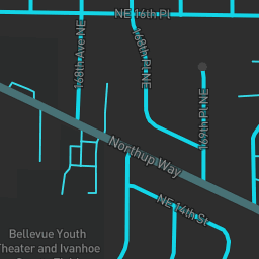 NE 16th Pl
168th Ave NE
168th Pl NE
169th Pl NE
Northup Way
NE 14th St
Bellevue Youth
Theater and Ivanhoe